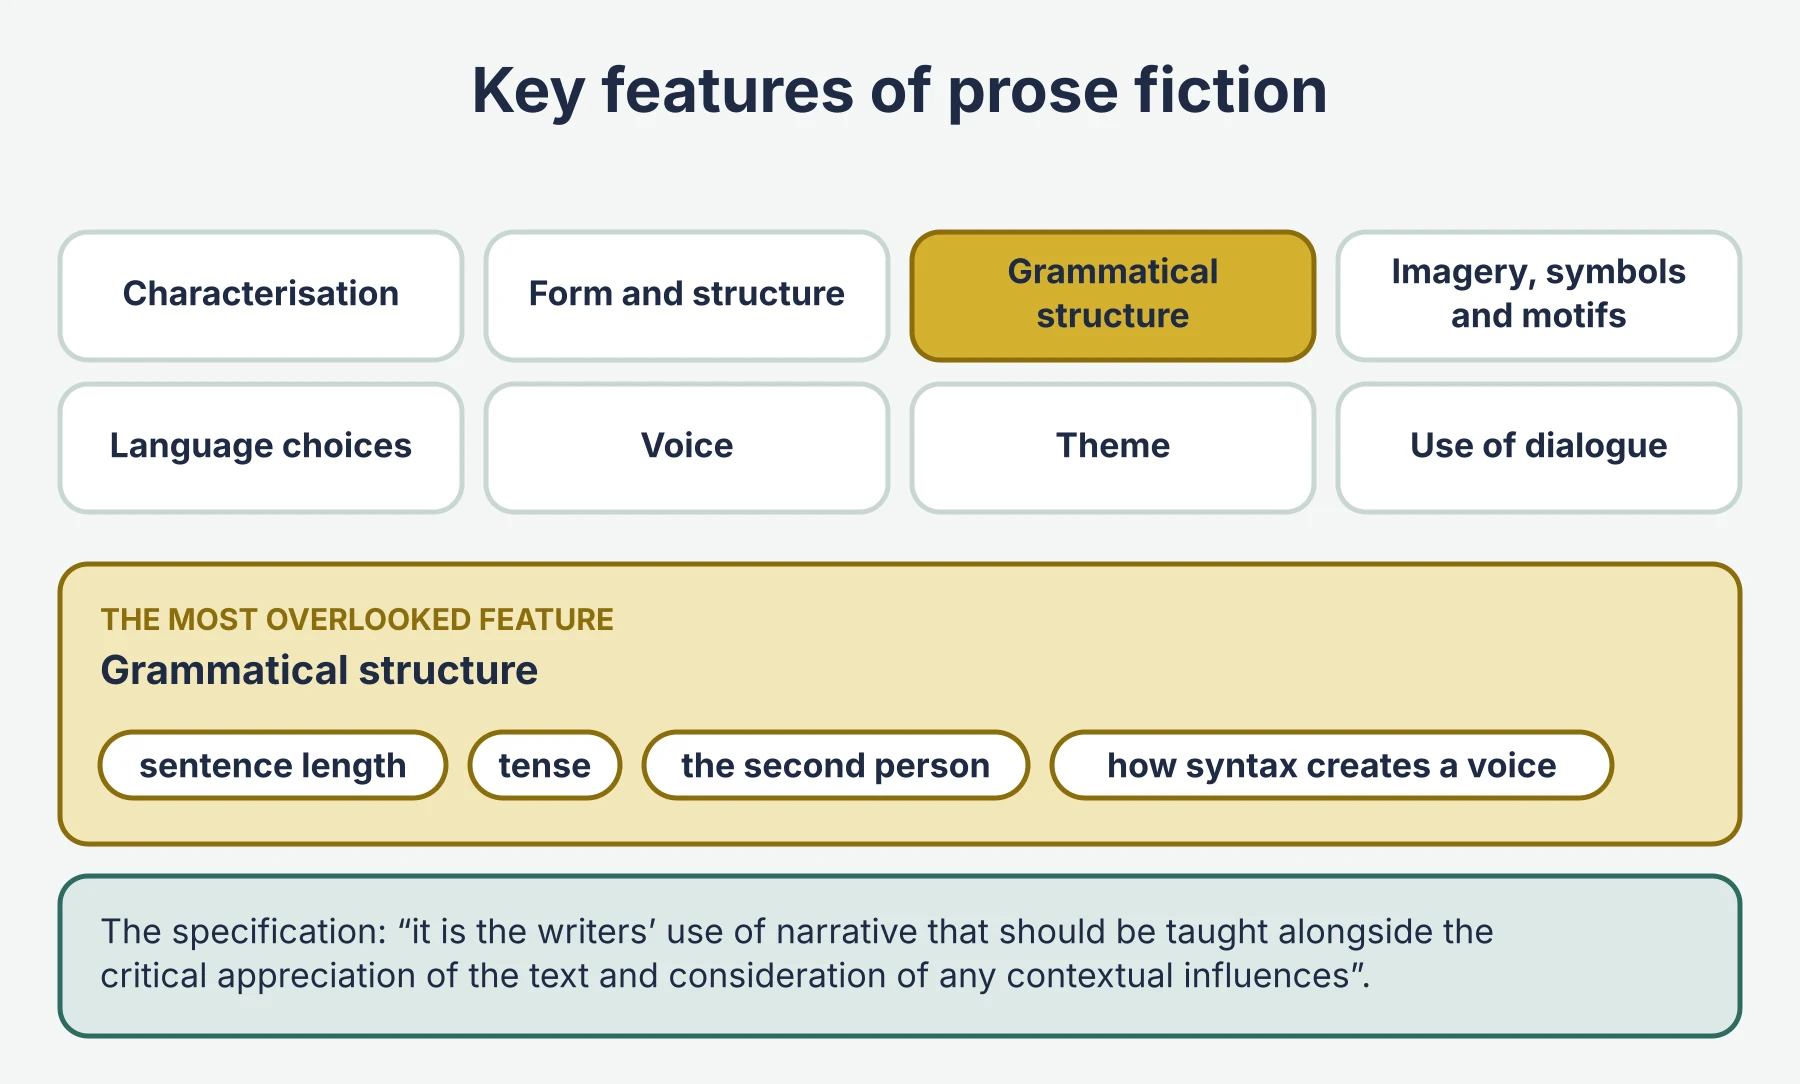 Key features of prose fiction
Characterisation
Form and structure
Grammatical
structure
Imagery, symbols
and motifs
Language choices
Voice
Theme
Use of dialogue
THE MOST OVERLOOKED FEATURE
Grammatical structure
sentence length
tense
the second person
how syntax creates a voice
The specification: “it is the writers’ use of narrative that should be taught alongside the
critical appreciation of the text and consideration of any contextual influences”.